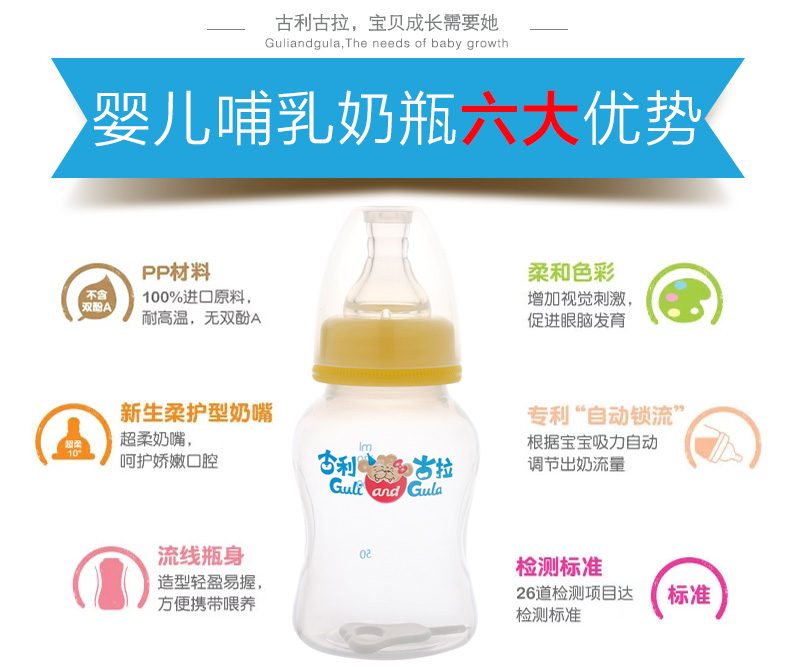 古利古拉，宝贝成长需要她
Guliandgula,The needs of baby growth
婴儿哺乳奶瓶六大优势
不含
双酚A
PP材料
100%进口原料，
耐高温，无双酚A
柔和色彩
增加视觉刺激，
促进眼脑发育
超柔
10°
新生柔护型奶嘴
超柔奶嘴，
呵护娇嫩口腔
专利“自动锁流”
根据宝宝吸力自动
调节出奶流量
ml
古利 古拉
Guli and Gula
50
流线瓶身
造型轻盈易握，
方便携带喂养
检测标准
26道检测项目达
检测标准
标准